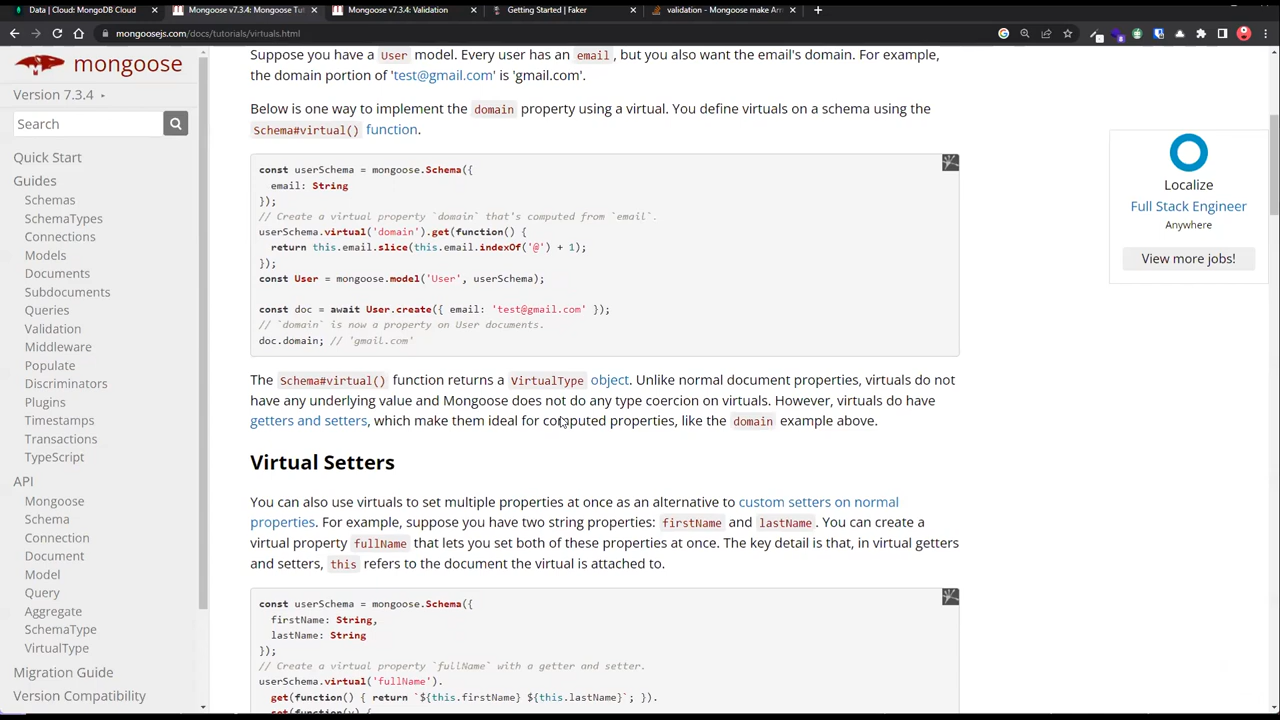 Data | Cloud: MongoDB Cloud
Mongoose v7.3.4: Mongoose Tut
Mongoose v7.3.4: Validation
Getting Started | Faker
validation - Mongoose make Arr
mongoosejs.com/docs/tutorials/virtuals.html
mongoose
Version 7.3.4
Search
Quick Start
Guides
Schemas
SchemaTypes
Connections
Models
Documents
Subdocuments
Queries
Validation
Middleware
Populate
Discriminators
Plugins
Timestamps
Transactions
TypeScript
API
Mongoose
Schema
Connection
Document
Model
Query
Aggregate
SchemaType
VirtualType
Migration Guide
Version Compatibility
Suppose you have a User model. Every user has an email, but you also want the email's domain. For example,
the domain portion of 'test@gmail.com' is 'gmail.com'.
Below is one way to implement the domain property using a virtual. You define virtuals on a schema using the
Schema#virtual() function.
const userSchema = mongoose.Schema({
email: String
});
// Create a virtual property `domain` that's computed from `email`.
userSchema.virtual('domain').get(function() {
return this.email.slice(this.email.indexOf('@') + 1);
});
const User = mongoose.model('User', userSchema);
const doc = await User.create({ email: 'test@gmail.com' });
// `domain` is now a property on User documents.
doc.domain; // 'gmail.com'
The Schema#virtual() function returns a VirtualType object. Unlike normal document properties, virtuals do not
have any underlying value and Mongoose does not do any type coercion on virtuals. However, virtuals do have
getters and setters, which make them ideal for computed properties, like the domain example above.
Virtual Setters
You can also use virtuals to set multiple properties at once as an alternative to custom setters on normal
properties. For example, suppose you have two string properties: firstName and lastName. You can create a
virtual property fullName that lets you set both of these properties at once. The key detail is that, in virtual getters
and setters, this refers to the document the virtual is attached to.
const userSchema = mongoose.Schema({
firstName: String,
lastName: String
});
// Create a virtual property `fullName` with a getter and setter.
userSchema.virtual('fullName').
get(function() { return `${this.firstName} ${this.lastName}`; }).
set(function(v) {
Localize
Full Stack Engineer
Anywhere
View more jobs!